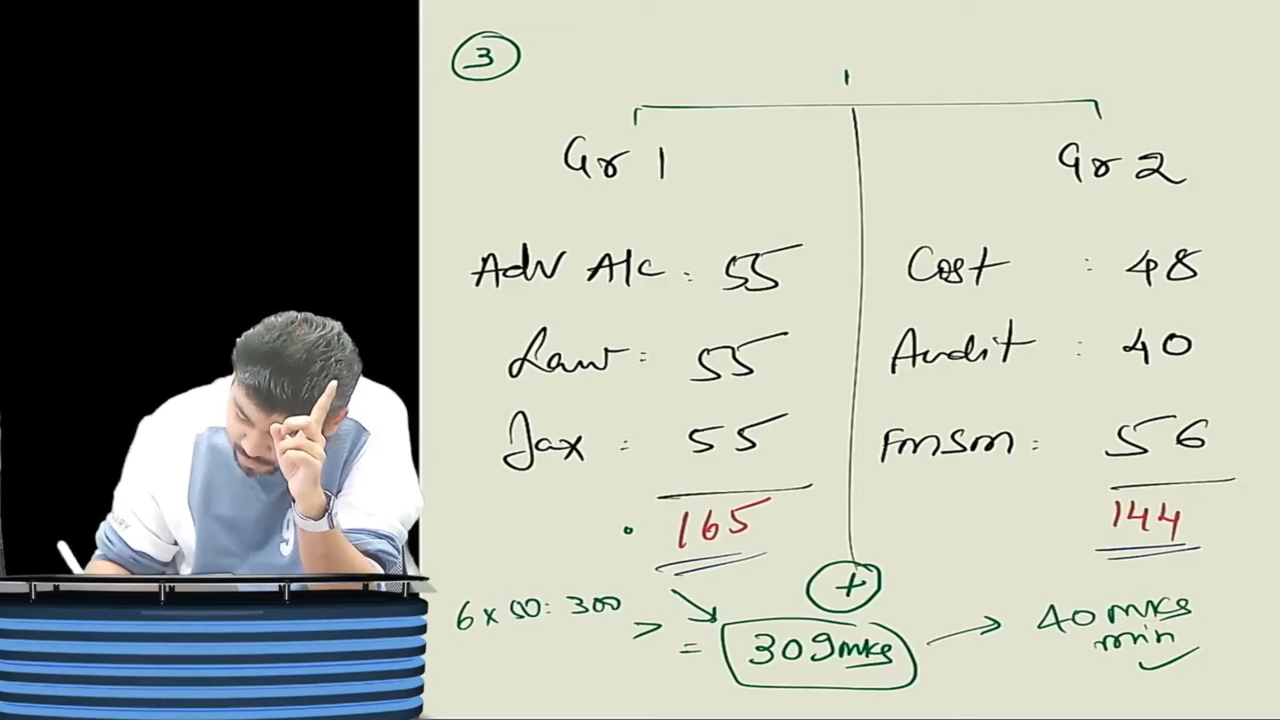 3
Gr 1
Adv A/c : 55
Law : 55
Tax : 55
165
Gr 2
Cost : 48
Audit : 40
FMSM : 56
144
+
6 x 50 : 300 > = 309 mks → 40 mks
min